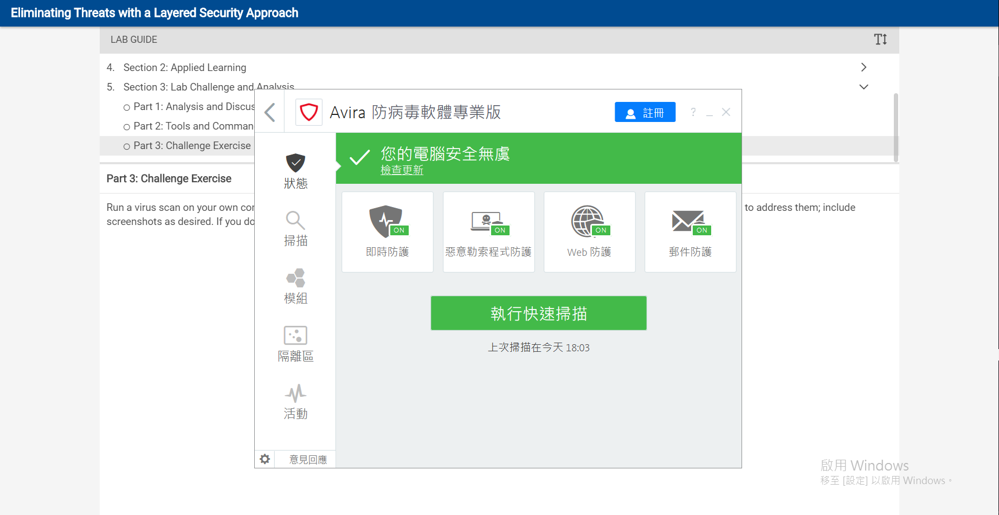 Eliminating Threats with a Layered Security Approach
LAB GUIDE
4. Section 2: Applied Learning
5. Section 3: Lab Challenge and Analysis
Part 1: Analysis and Discus
Part 2: Tools and Comman
Part 3: Challenge Exercise
Part 3: Challenge Exercise
Run a virus scan on your own
to address them; include
screenshots as desired. If you do
Avira 防病毒軟體專業版
註冊
?
您的電腦安全無虞
檢查更新
狀態
掃描
模組
隔離區
活動
意見回應
ON
即時防護
ON
惡意勒索程式防護
ON
Web 防護
ON
郵件防護
執行快速掃描
上次掃描在今天 18:03
啟用 Windows
移至 [設定] 以啟用 Windows。